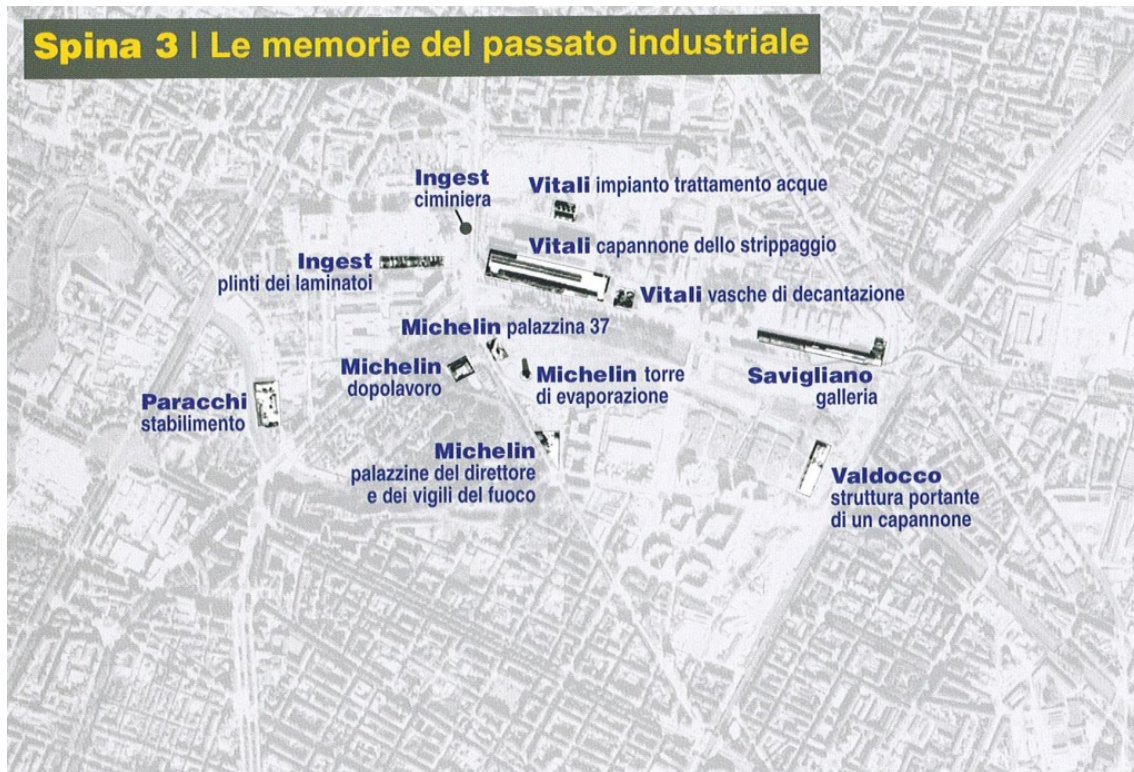 Spina 3 | Le memorie del passato industriale
Ingest
ciminiera
Vitali impianto trattamento acque
Vitali capannone dello strippaggio
Ingest
plinti dei laminatoi
Vitali vasche di decantazione
Michelin palazzina 37
Michelin
dopolavoro
Michelin torre
di evaporazione
Savigliano
galleria
Paracchi
stabilimento
Michelin
palazzine del direttore
e dei vigili del fuoco
Valdocco
struttura portante
di un capannone